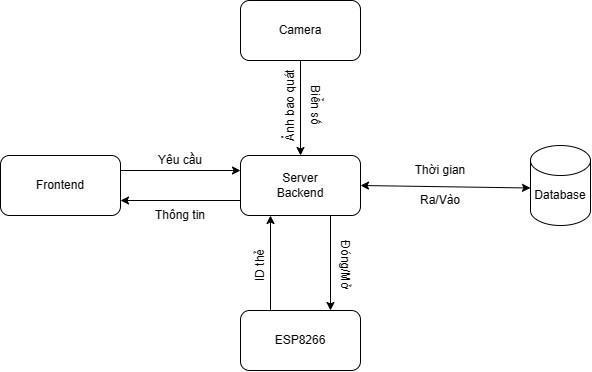 Camera
Ảnh bao quát
Biển số
Yêu cầu
Frontend
Thông tin
Server
Backend
Thời gian
Ra/Vào
Database
ID thẻ
Đóng/Mở
ESP8266